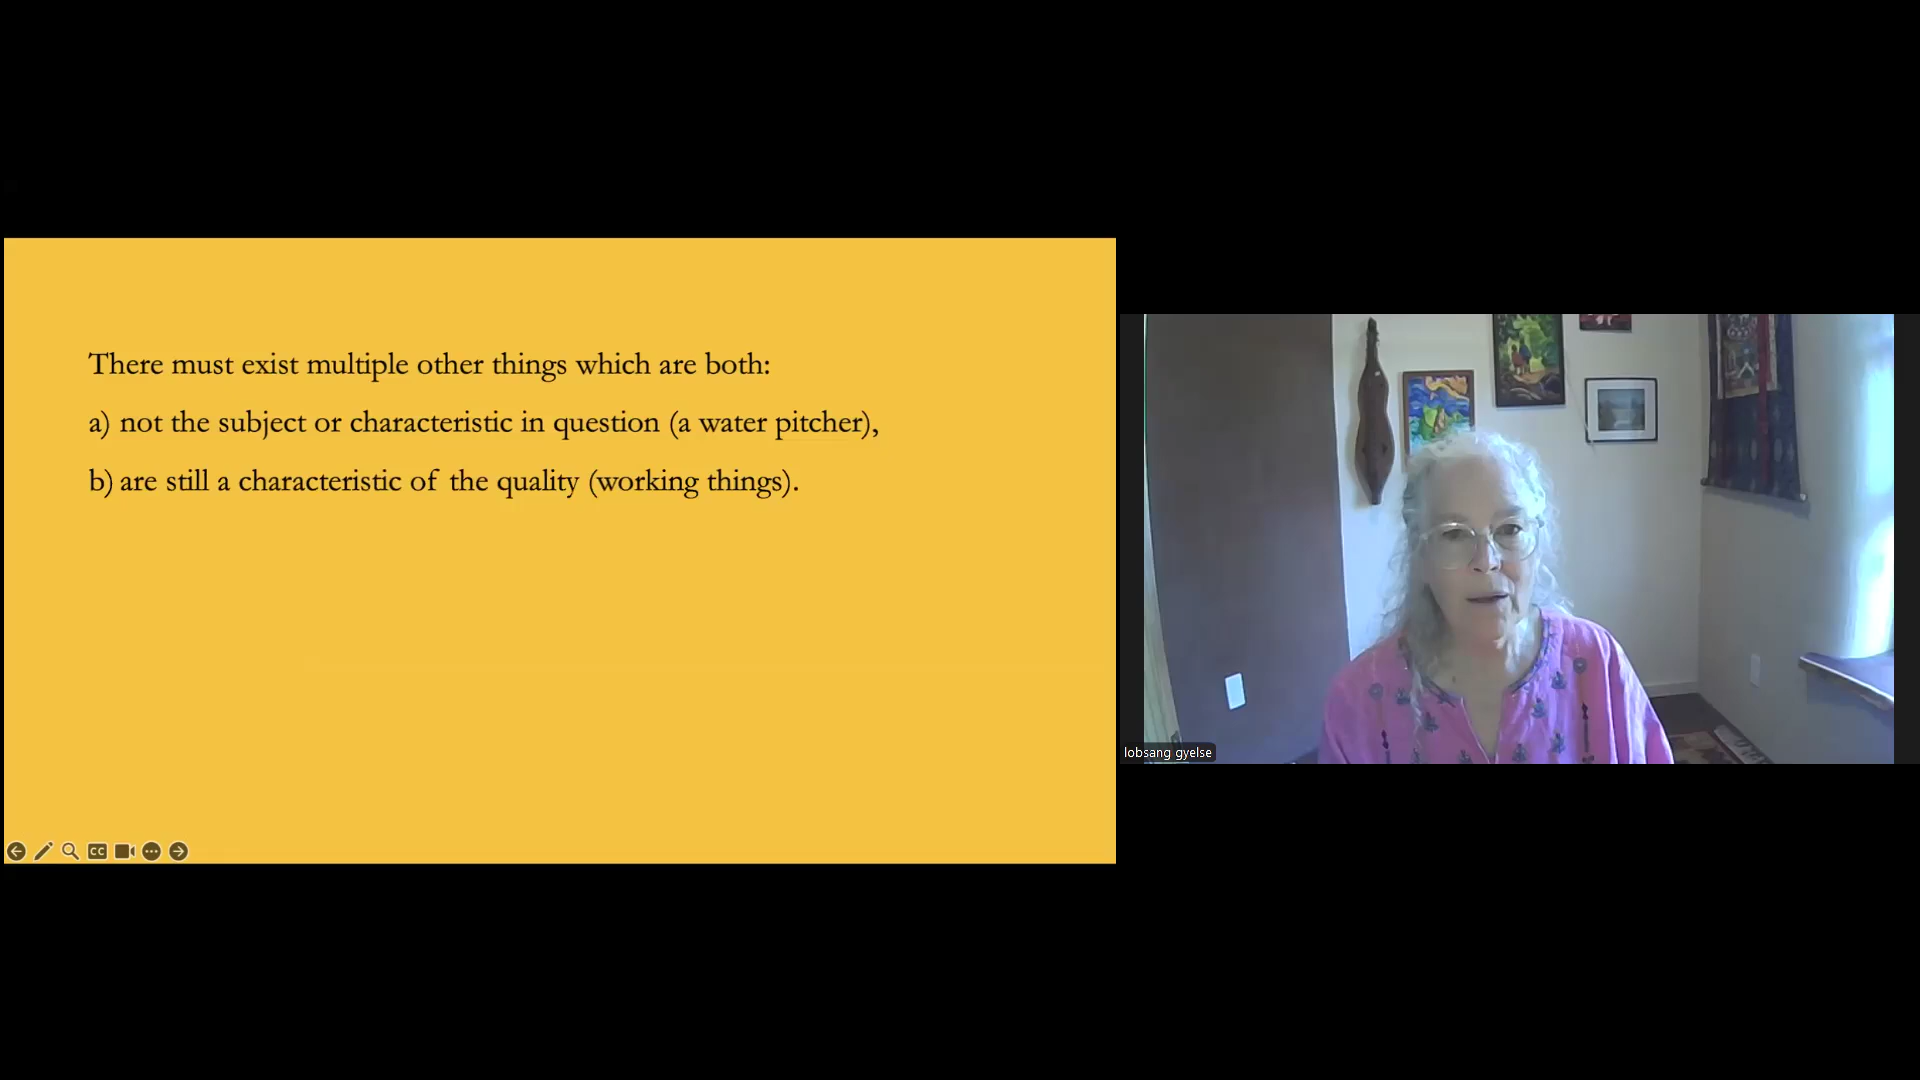 There must exist multiple other things which are both:
a) not the subject or characteristic in question (a water pitcher),
b) are still a characteristic of the quality (working things).
CC
lobsang gyelse